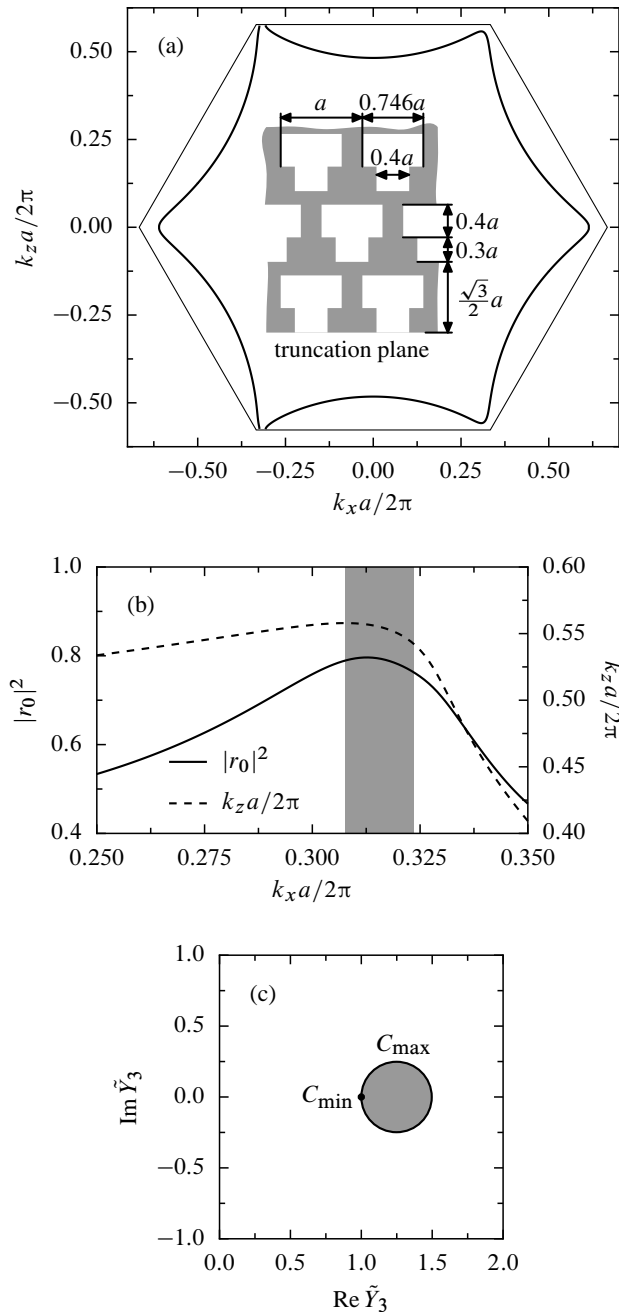 (a)
0.50
0.25
0.00
−0.25
−0.50
k_z a/2π
a
0.746a
0.4a
0.4a
0.3a
√3/2 a
truncation plane
−0.50 −0.25 0.00 0.25 0.50
k_x a/2π
(b)
1.0
0.8
0.6
0.4
|r_0|^2
0.60
0.55
0.50
0.45
0.40
k_z a/2π
|r_0|^2
k_z a/2π
0.250 0.275 0.300 0.325 0.350
k_x a/2π
(c)
1.0
0.5
0.0
−0.5
−1.0
Im Ỹ_3
C_max
C_min
0.0 0.5 1.0 1.5 2.0
Re Ỹ_3